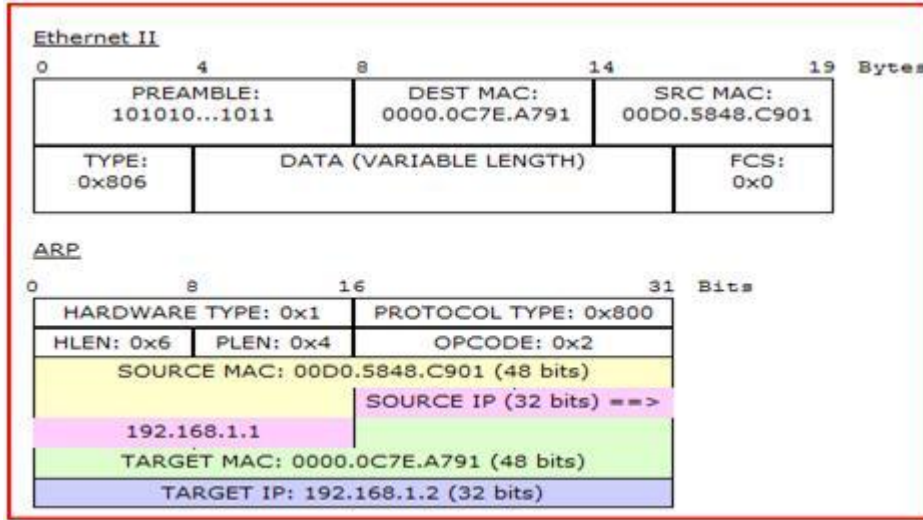 Ethernet II
0 4 8 14 19 Bytes
PREAMBLE: DEST MAC: SRC MAC:
101010...1011 0000.0C7E.A791 00D0.5848.C901
TYPE: DATA (VARIABLE LENGTH) FCS:
0x806 0x0
ARP
0 8 16 31 Bits
HARDWARE TYPE: 0x1 PROTOCOL TYPE: 0x800
HLEN: 0x6 PLEN: 0x4 OPCODE: 0x2
SOURCE MAC: 00D0.5848.C901 (48 bits)
SOURCE IP (32 bits) ==>
192.168.1.1
TARGET MAC: 0000.0C7E.A791 (48 bits)
TARGET IP: 192.168.1.2 (32 bits)